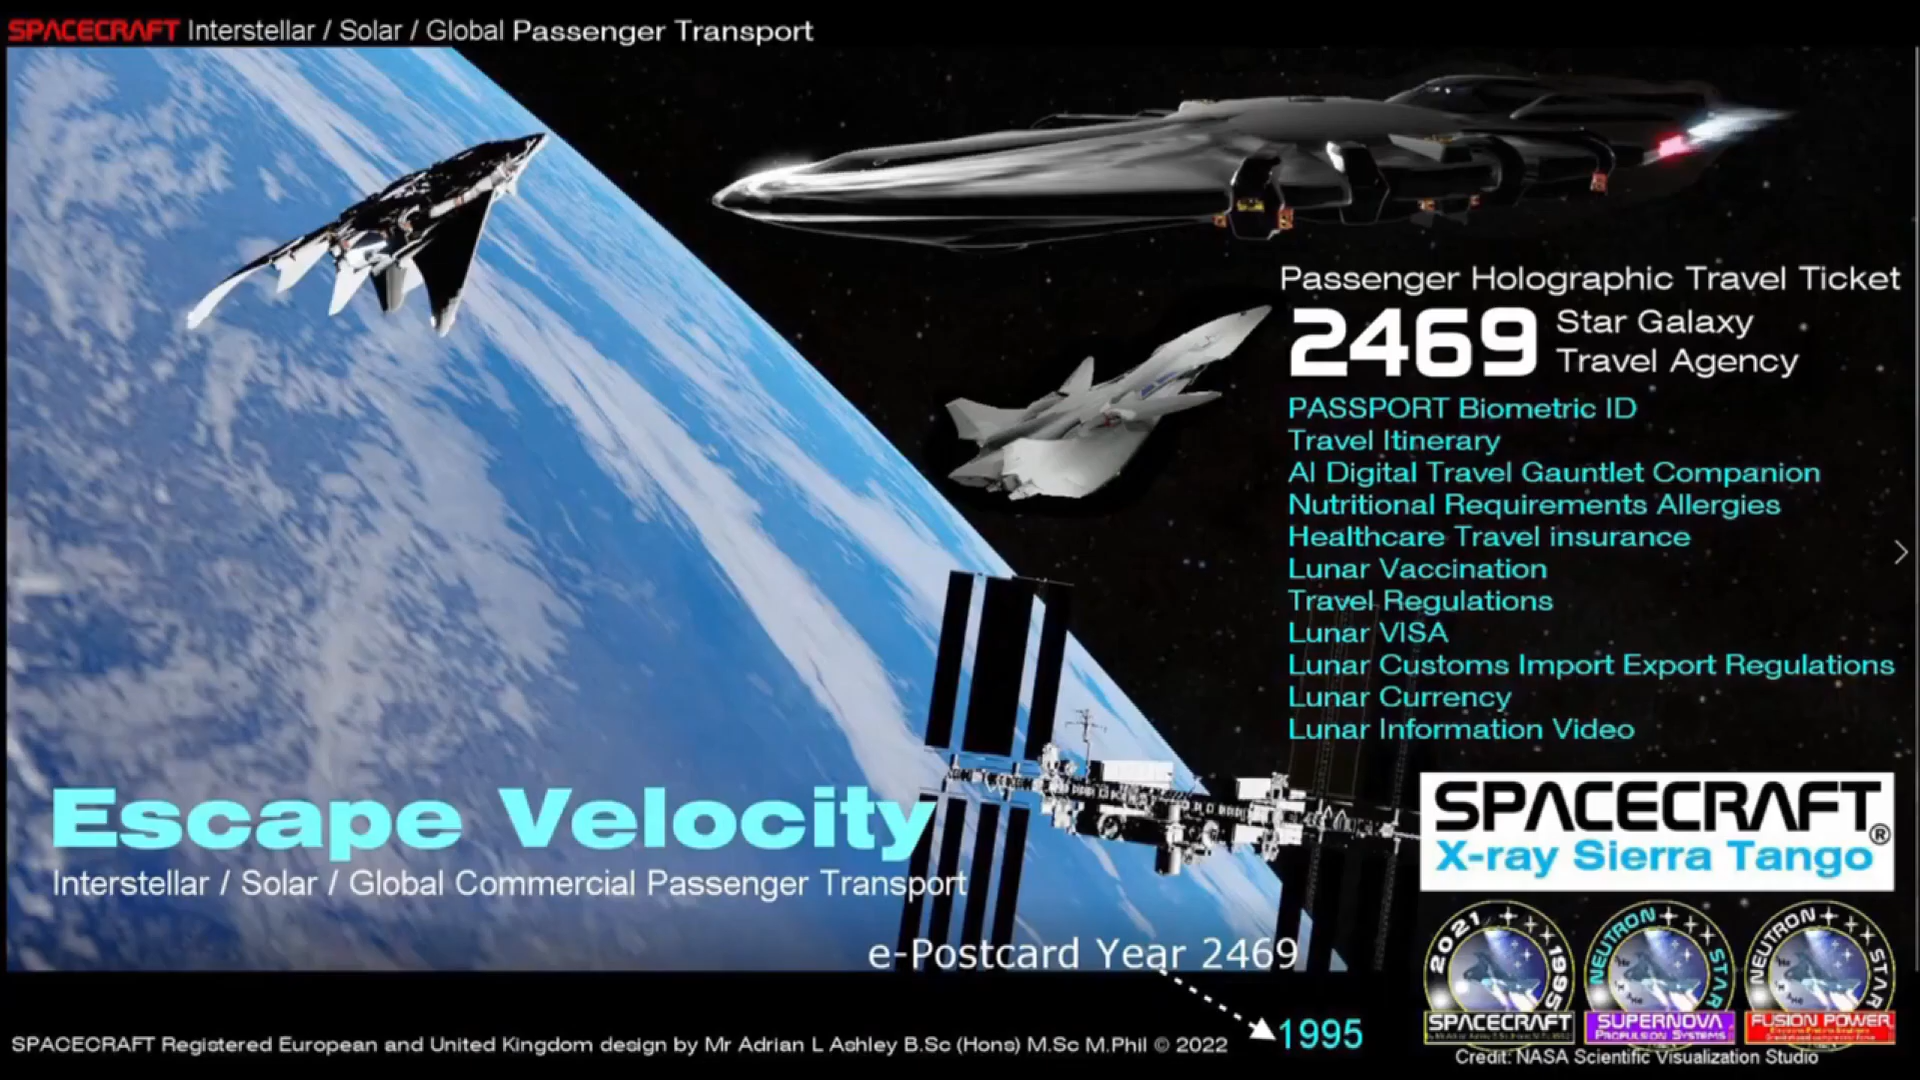 SPACECRAFT Interstellar / Solar / Global Passenger Transport
Passenger Holographic Travel Ticket
2469 Star Galaxy
Travel Agency
PASSPORT Biometric ID
Travel Itinerary
AI Digital Travel Gauntlet Companion
Nutritional Requirements Allergies
Healthcare Travel insurance
Lunar Vaccination
Travel Regulations
Lunar VISA
Lunar Customs Import Export Regulations
Lunar Currency
Lunar Information Video
Escape Velocity
Interstellar / Solar / Global Commercial Passenger Transport
SPACECRAFT®
X-ray Sierra Tango
e-Postcard Year 2469
1995
2021 1995
SPACECRAFT
NEUTRON STAR
SUPERNOVA
PROPULSION SYSTEMS
NEUTRON STAR
FUSION POWER
SPACECRAFT Registered European and United Kingdom design by Mr Adrian L Ashley B.Sc (Hons) M.Sc M.Phil © 2022
Credit: NASA Scientific Visualization Studio